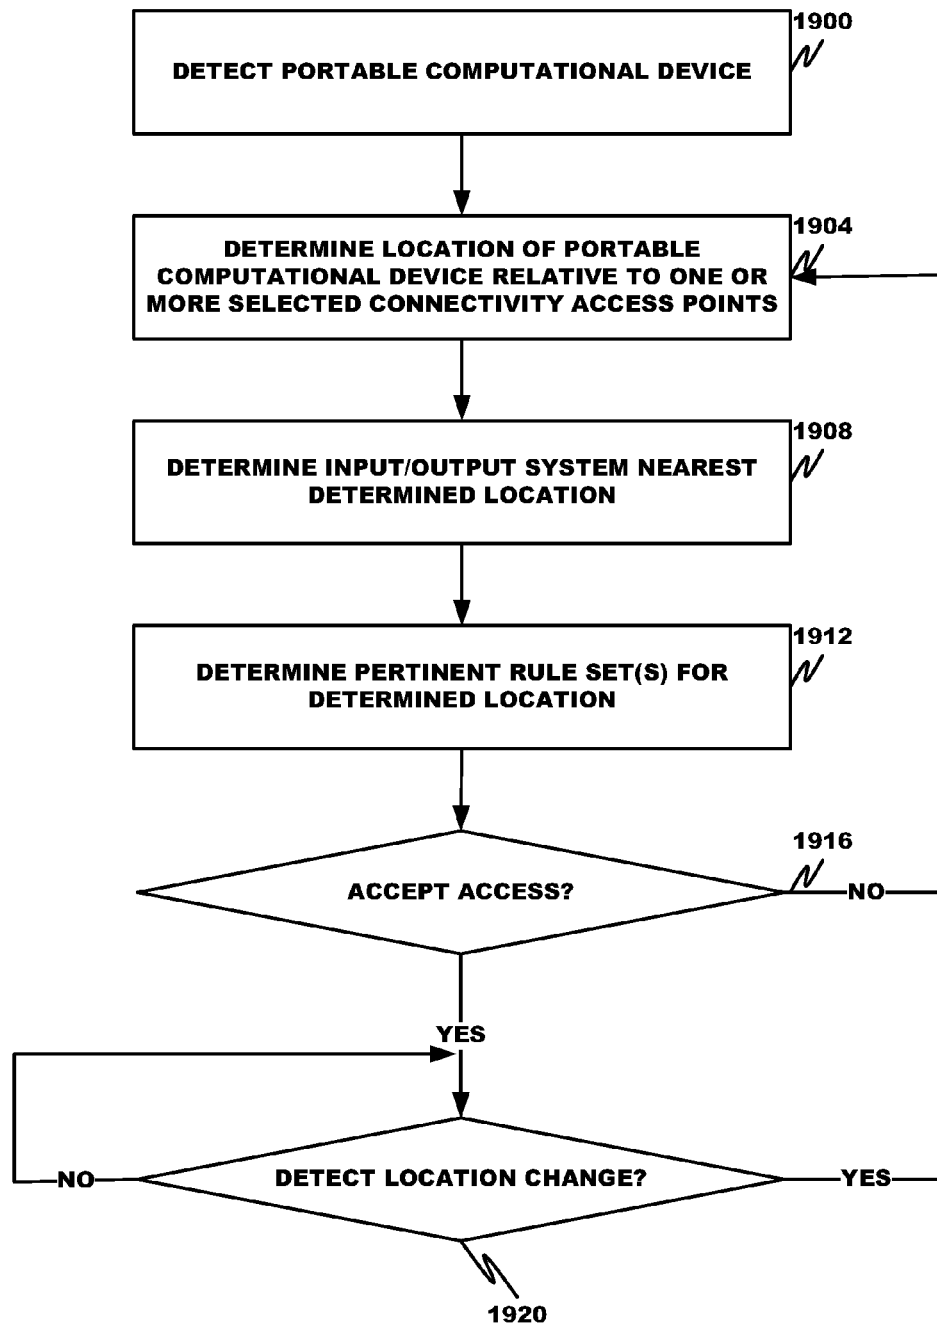 1900
DETECT PORTABLE COMPUTATIONAL DEVICE
1904
DETERMINE LOCATION OF PORTABLE
COMPUTATIONAL DEVICE RELATIVE TO ONE OR
MORE SELECTED CONNECTIVITY ACCESS POINTS
1908
DETERMINE INPUT/OUTPUT SYSTEM NEAREST
DETERMINED LOCATION
1912
DETERMINE PERTINENT RULE SET(S) FOR
DETERMINED LOCATION
1916
ACCEPT ACCESS?
NO
YES
NO
DETECT LOCATION CHANGE?
YES
1920